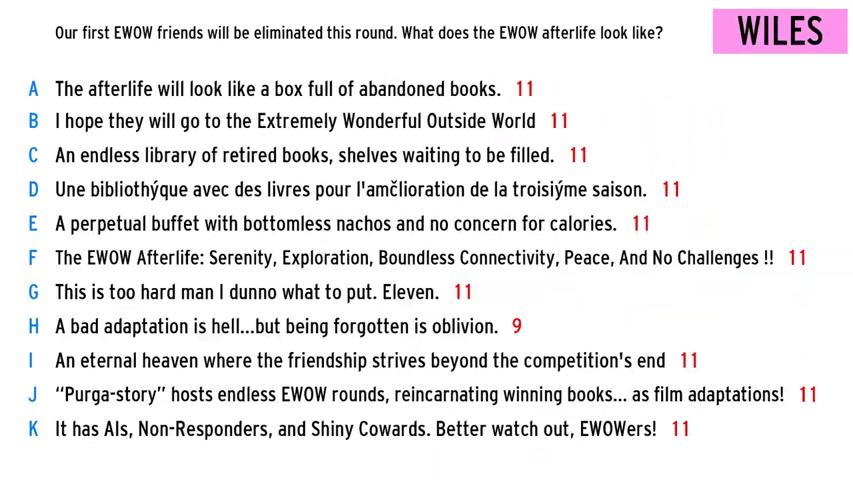 Our first EWOW friends will be eliminated this round. What does the EWOW afterlife look like?
WILES
A The afterlife will look like a box full of abandoned books. 11
B I hope they will go to the Extremely Wonderful Outside World 11
C An endless library of retired books, shelves waiting to be filled. 11
D Une bibliothýque avec des livres pour l'amčlioration de la troisiýme saison. 11
E A perpetual buffet with bottomless nachos and no concern for calories. 11
F The EWOW Afterlife: Serenity, Exploration, Boundless Connectivity, Peace, And No Challenges !! 11
G This is too hard man I dunno what to put. Eleven. 11
H A bad adaptation is hell...but being forgotten is oblivion. 9
I An eternal heaven where the friendship strives beyond the competition's end 11
J “Purga-story” hosts endless EWOW rounds, reincarnating winning books... as film adaptations! 11
K It has AIs, Non-Responders, and Shiny Cowards. Better watch out, EWOWers! 11